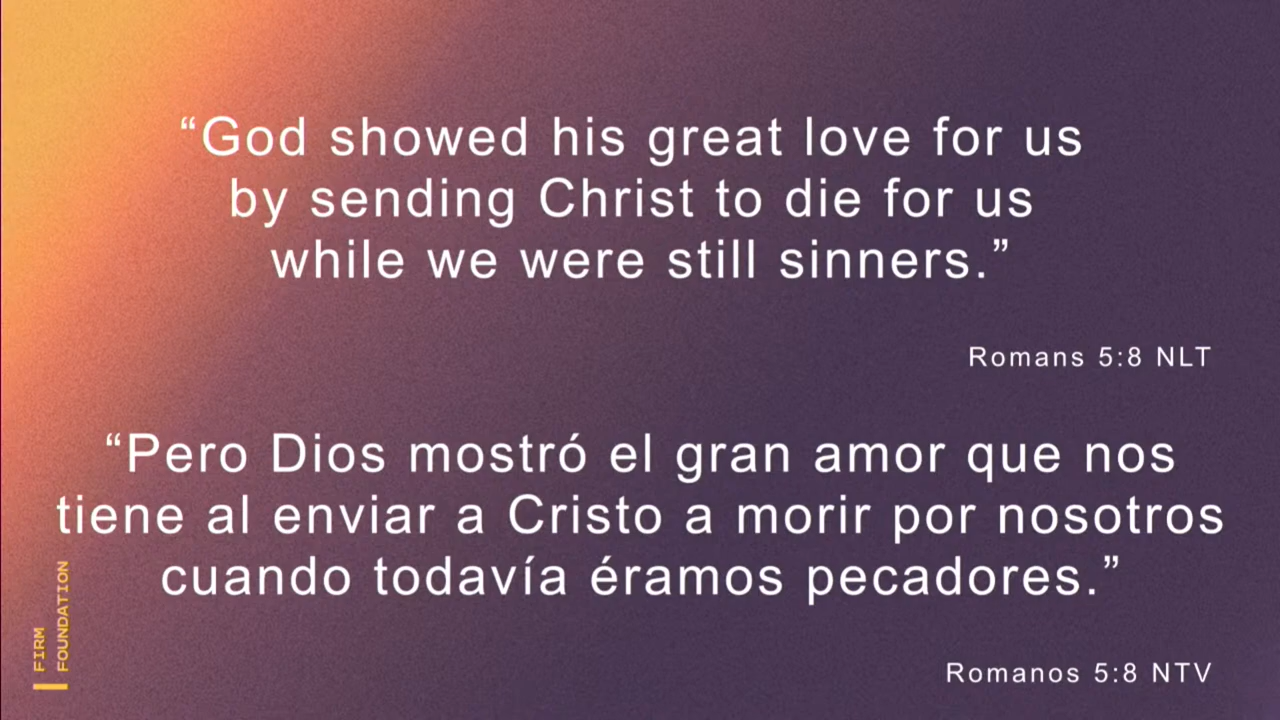 “God showed his great love for us
by sending Christ to die for us
while we were still sinners.”
Romans 5:8 NLT
“Pero Dios mostró el gran amor que nos
tiene al enviar a Cristo a morir por nosotros
cuando todavía éramos pecadores.”
Romanos 5:8 NTV
FIRM
FOUNDATION